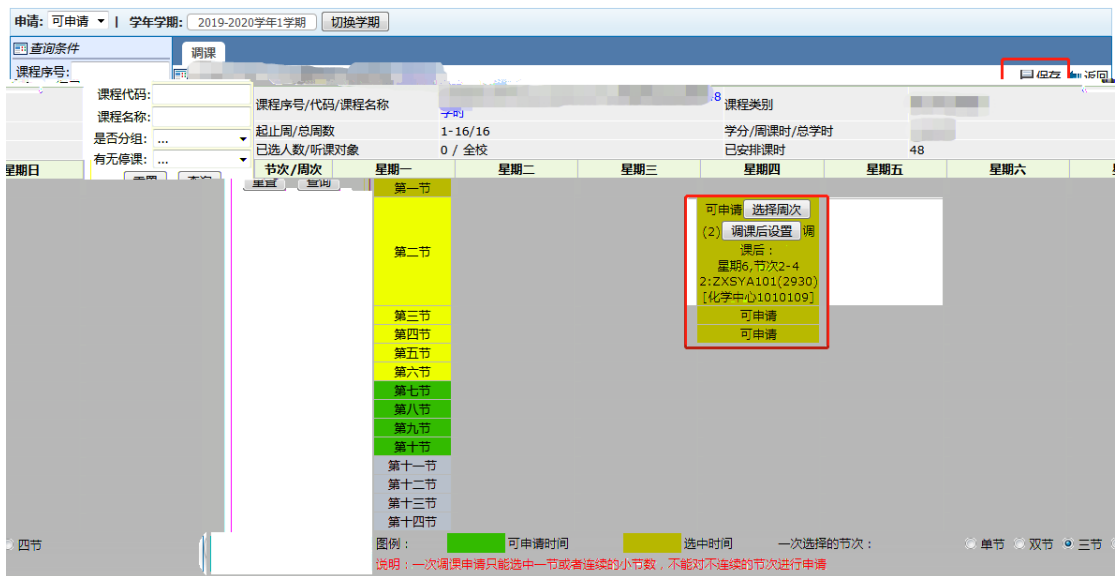 申请: 可申请 | 学年学期: 2019-2020学年1学期 切换学期
查询条件 调课
课程序号: 保存 返回
课程代码: 课程序号/代码/课程名称 学时 课程类别
课程名称:
是否分组: ... 起止周/总周数 1-16/16 学分/周课时/总学时
有无停课: ... 已选人数/听课对象 0 / 全校 已安排课时 48
星期日 节次/周次 星期一 星期二 星期三 星期四 星期五 星期六
重置 查询 第一节
可申请 选择周次
(2) 调课后设置 调
课后：
第二节
星期6,节次2-4
2:ZXSYA101(2930)
[化学中心1010109]
第三节 可申请
第四节 可申请
第五节
第六节
第七节
第八节
第九节
第十节
第十一节
第十二节
第十三节
第十四节
四节 图例： 可申请时间 选中时间 一次选择的节次： 单节 双节 三节
说明：一次调课申请只能选中一节或者连续的小节数，不能对不连续的节次进行申请